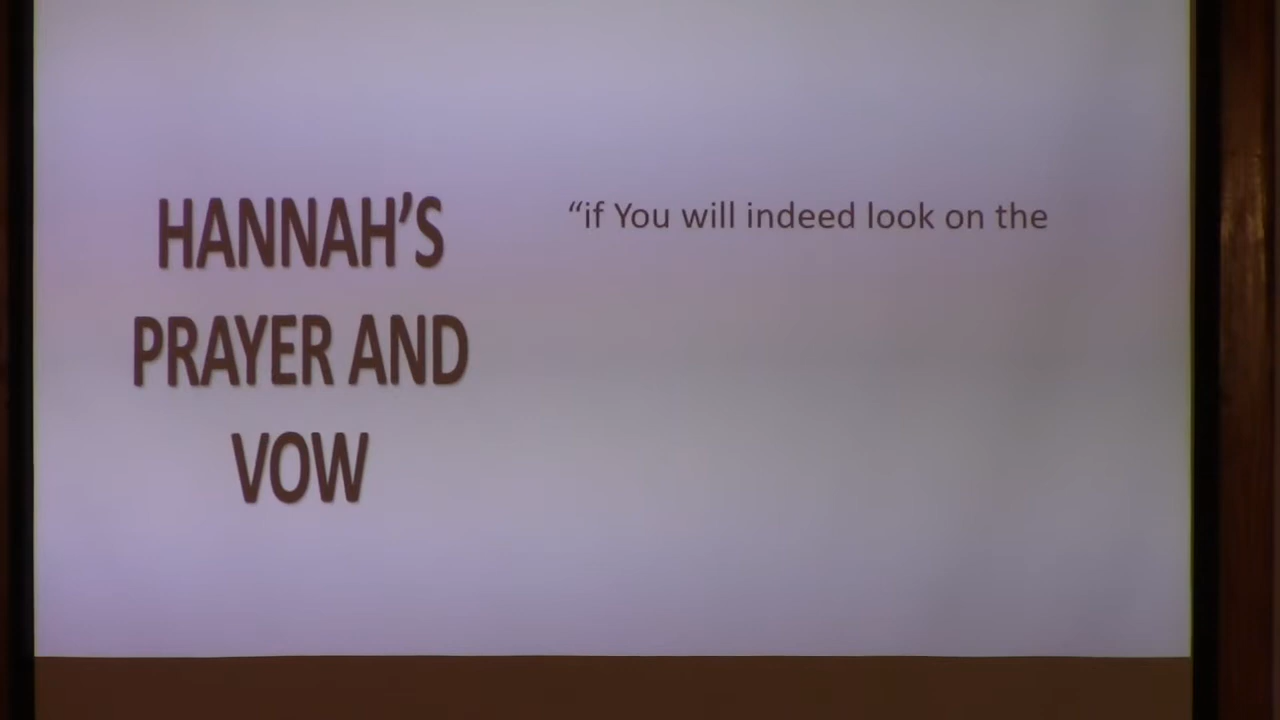 HANNAH’S
PRAYER AND
VOW
“if You will indeed look on the